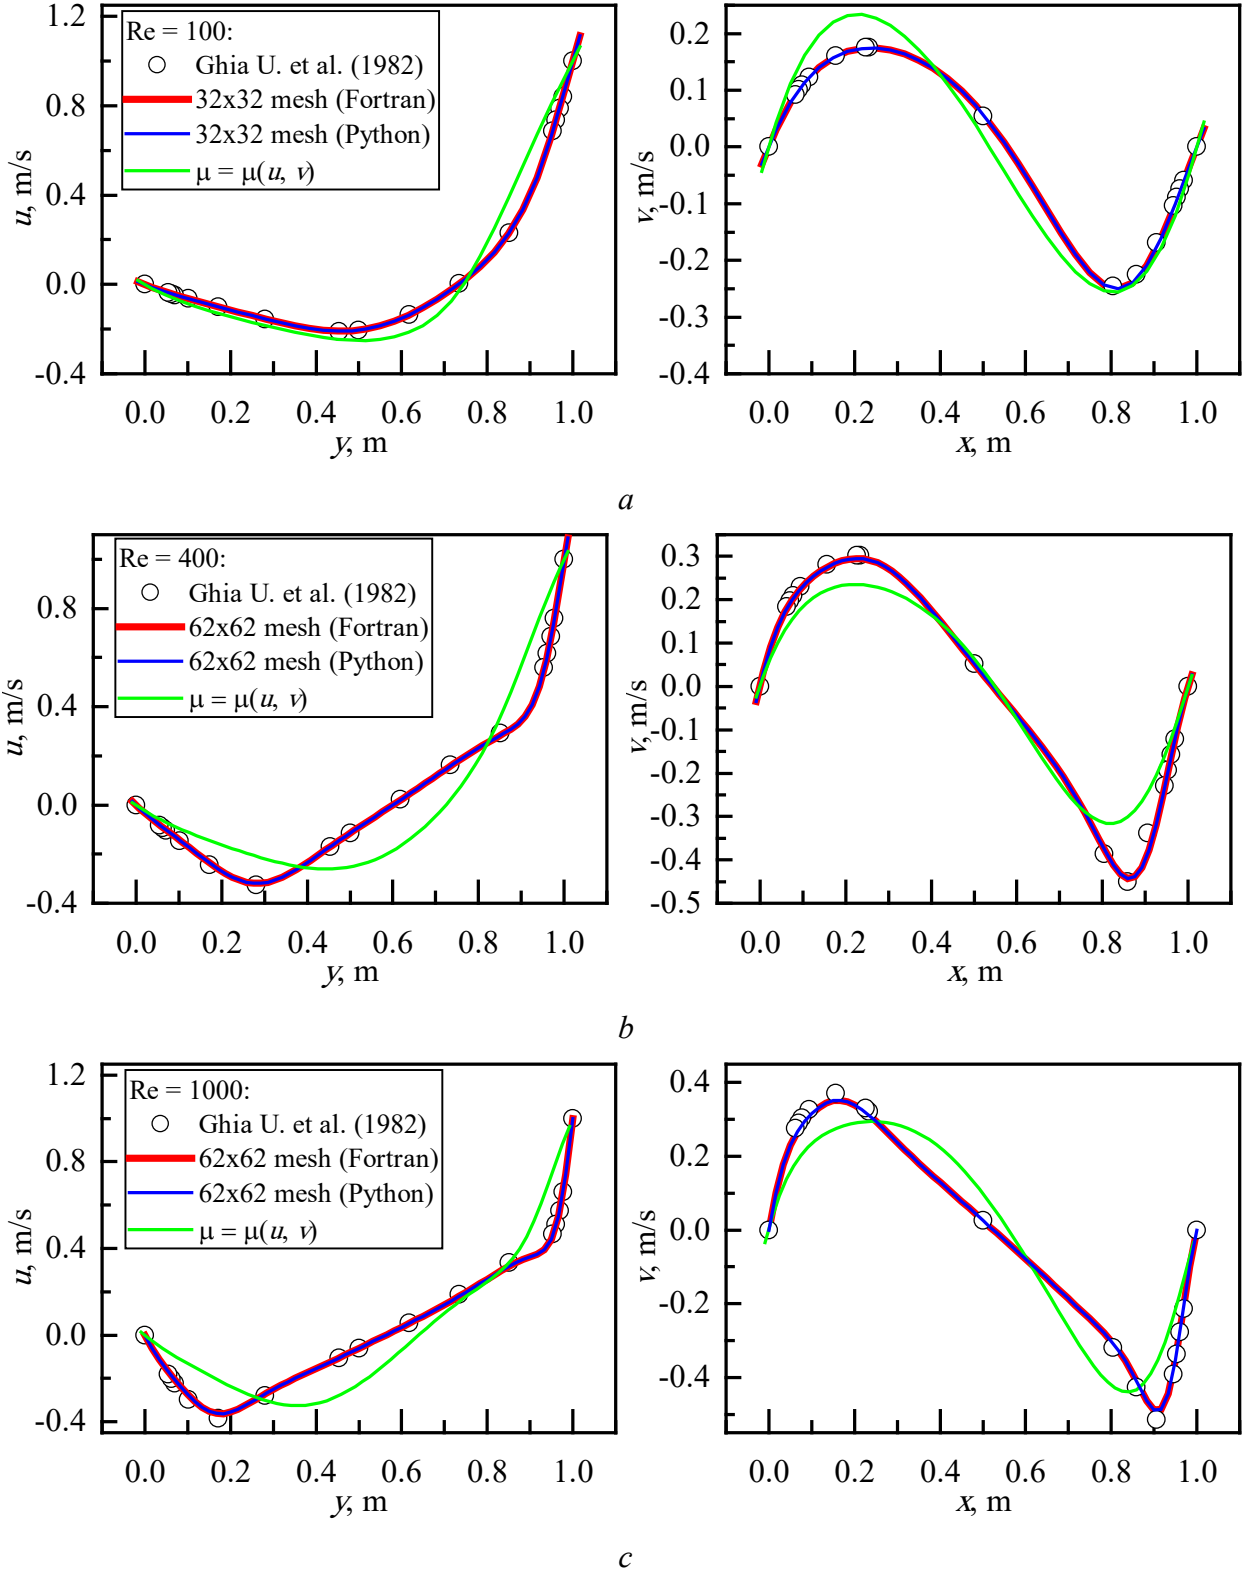 Re = 100:
Ghia U. et al. (1982)
32x32 mesh (Fortran)
32x32 mesh (Python)
μ = μ(u, v)
1.2
0.8
0.4
0.0
-0.4
u, m/s
0.0 0.2 0.4 0.6 0.8 1.0
y, m
0.2
0.1
0.0
-0.1
-0.2
-0.3
-0.4
v, m/s
0.0 0.2 0.4 0.6 0.8 1.0
x, m
a
Re = 400:
Ghia U. et al. (1982)
62x62 mesh (Fortran)
62x62 mesh (Python)
μ = μ(u, v)
0.8
0.4
0.0
-0.4
u, m/s
0.0 0.2 0.4 0.6 0.8 1.0
y, m
0.3
0.2
0.1
0.0
-0.1
-0.2
-0.3
-0.4
-0.5
v, m/s
0.0 0.2 0.4 0.6 0.8 1.0
x, m
b
Re = 1000:
Ghia U. et al. (1982)
62x62 mesh (Fortran)
62x62 mesh (Python)
μ = μ(u, v)
1.2
0.8
0.4
0.0
-0.4
u, m/s
0.0 0.2 0.4 0.6 0.8 1.0
y, m
0.4
0.2
0.0
-0.2
-0.4
v, m/s
0.0 0.2 0.4 0.6 0.8 1.0
x, m
c